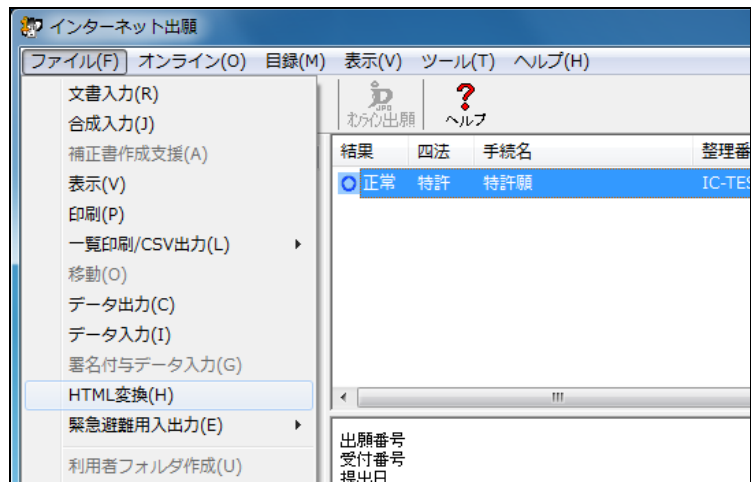 インターネット出願
ファイル(F) オンライン(O) 目録(M) 表示(V) ツール(T) ヘルプ(H)
文書入力(R)
合成入力(J)
補正書作成支援(A)
表示(V)
印刷(P)
一覧印刷/CSV出力(L)
移動(O)
データ出力(C)
データ入力(I)
署名付与データ入力(G)
HTML変換(H)
緊急避難用入出力(E)
利用者フォルダ作成(U)
JPO
オンライン出願 ヘルプ
結果 四法 手続名 整理番
正常 特許 特許願 IC-TES
出願番号
受付番号
提出日